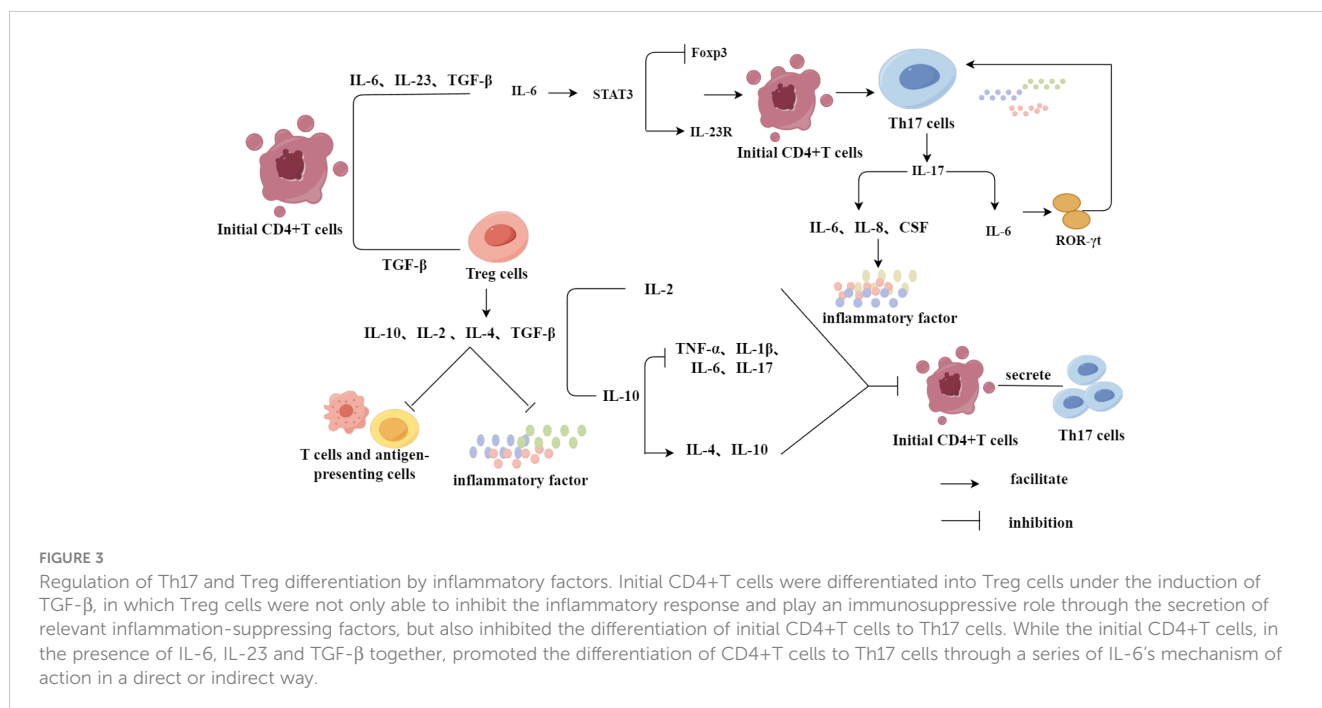 IL-6、IL-23、TGF-β
IL-6
STAT3
Foxp3
IL-23R
Initial CD4+T cells
Th17 cells
IL-17
IL-6、IL-8、CSF
IL-6
ROR-γt
inflammatory factor
Initial CD4+T cells
TGF-β
Treg cells
IL-10、IL-2 、IL-4、TGF-β
T cells and antigen-
presenting cells
inflammatory factor
IL-2
IL-10
TNF-α、IL-1β、
IL-6、IL-17
IL-4、IL-10
Initial CD4+T cells
secrete
Th17 cells
facilitate
inhibition
FIGURE 3
Regulation of Th17 and Treg differentiation by inflammatory factors. Initial CD4+T cells were differentiated into Treg cells under the induction of
TGF-β, in which Treg cells were not only able to inhibit the inflammatory response and play an immunosuppressive role through the secretion of
relevant inflammation-suppressing factors, but also inhibited the differentiation of initial CD4+T cells to Th17 cells. While the initial CD4+T cells, in
the presence of IL-6, IL-23 and TGF-β together, promoted the differentiation of CD4+T cells to Th17 cells through a series of IL-6's mechanism of
action in a direct or indirect way.